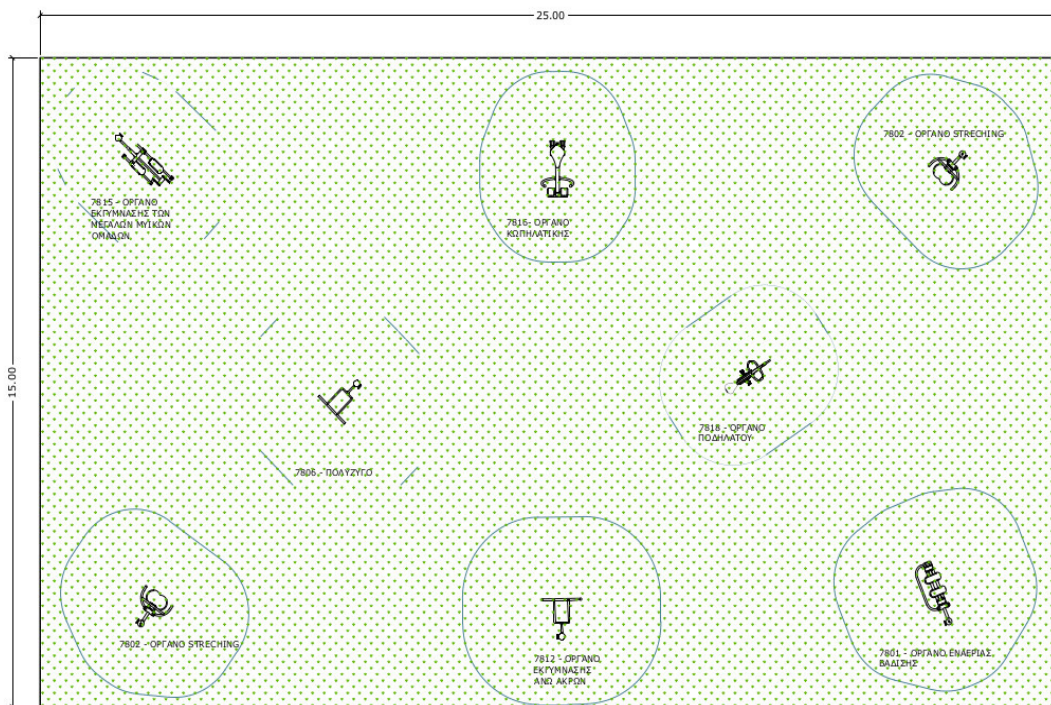 25.00
15.00
7815 - ΟΡΓΑΝΟ
ΕΚΓΥΜΝΑΣΗΣ ΤΩΝ
ΜΕΓΑΛΩΝ ΜΥΙΚΩΝ
ΟΜΑΔΩΝ
7816- ΟΡΓΑΝΟ
ΚΩΠΗΛΑΤΙΚΗΣ
7802 - ΟΡΓΑΝΟ STRECHING
7806 - ΠΟΛΥΖΥΓΟ
7818 - ΟΡΓΑΝΟ
ΠΟΔΗΛΑΤΟΥ
7802 - ΟΡΓΑΝΟ STRECHING
7812 - ΟΡΓΑΝΟ
ΕΚΓΥΜΝΑΣΗΣ
ΑΝΩ ΑΚΡΩΝ
7801 - ΟΡΓΑΝΟ ΕΝΑΕΡΙΑΣ
ΒΑΔΙΣΗΣ